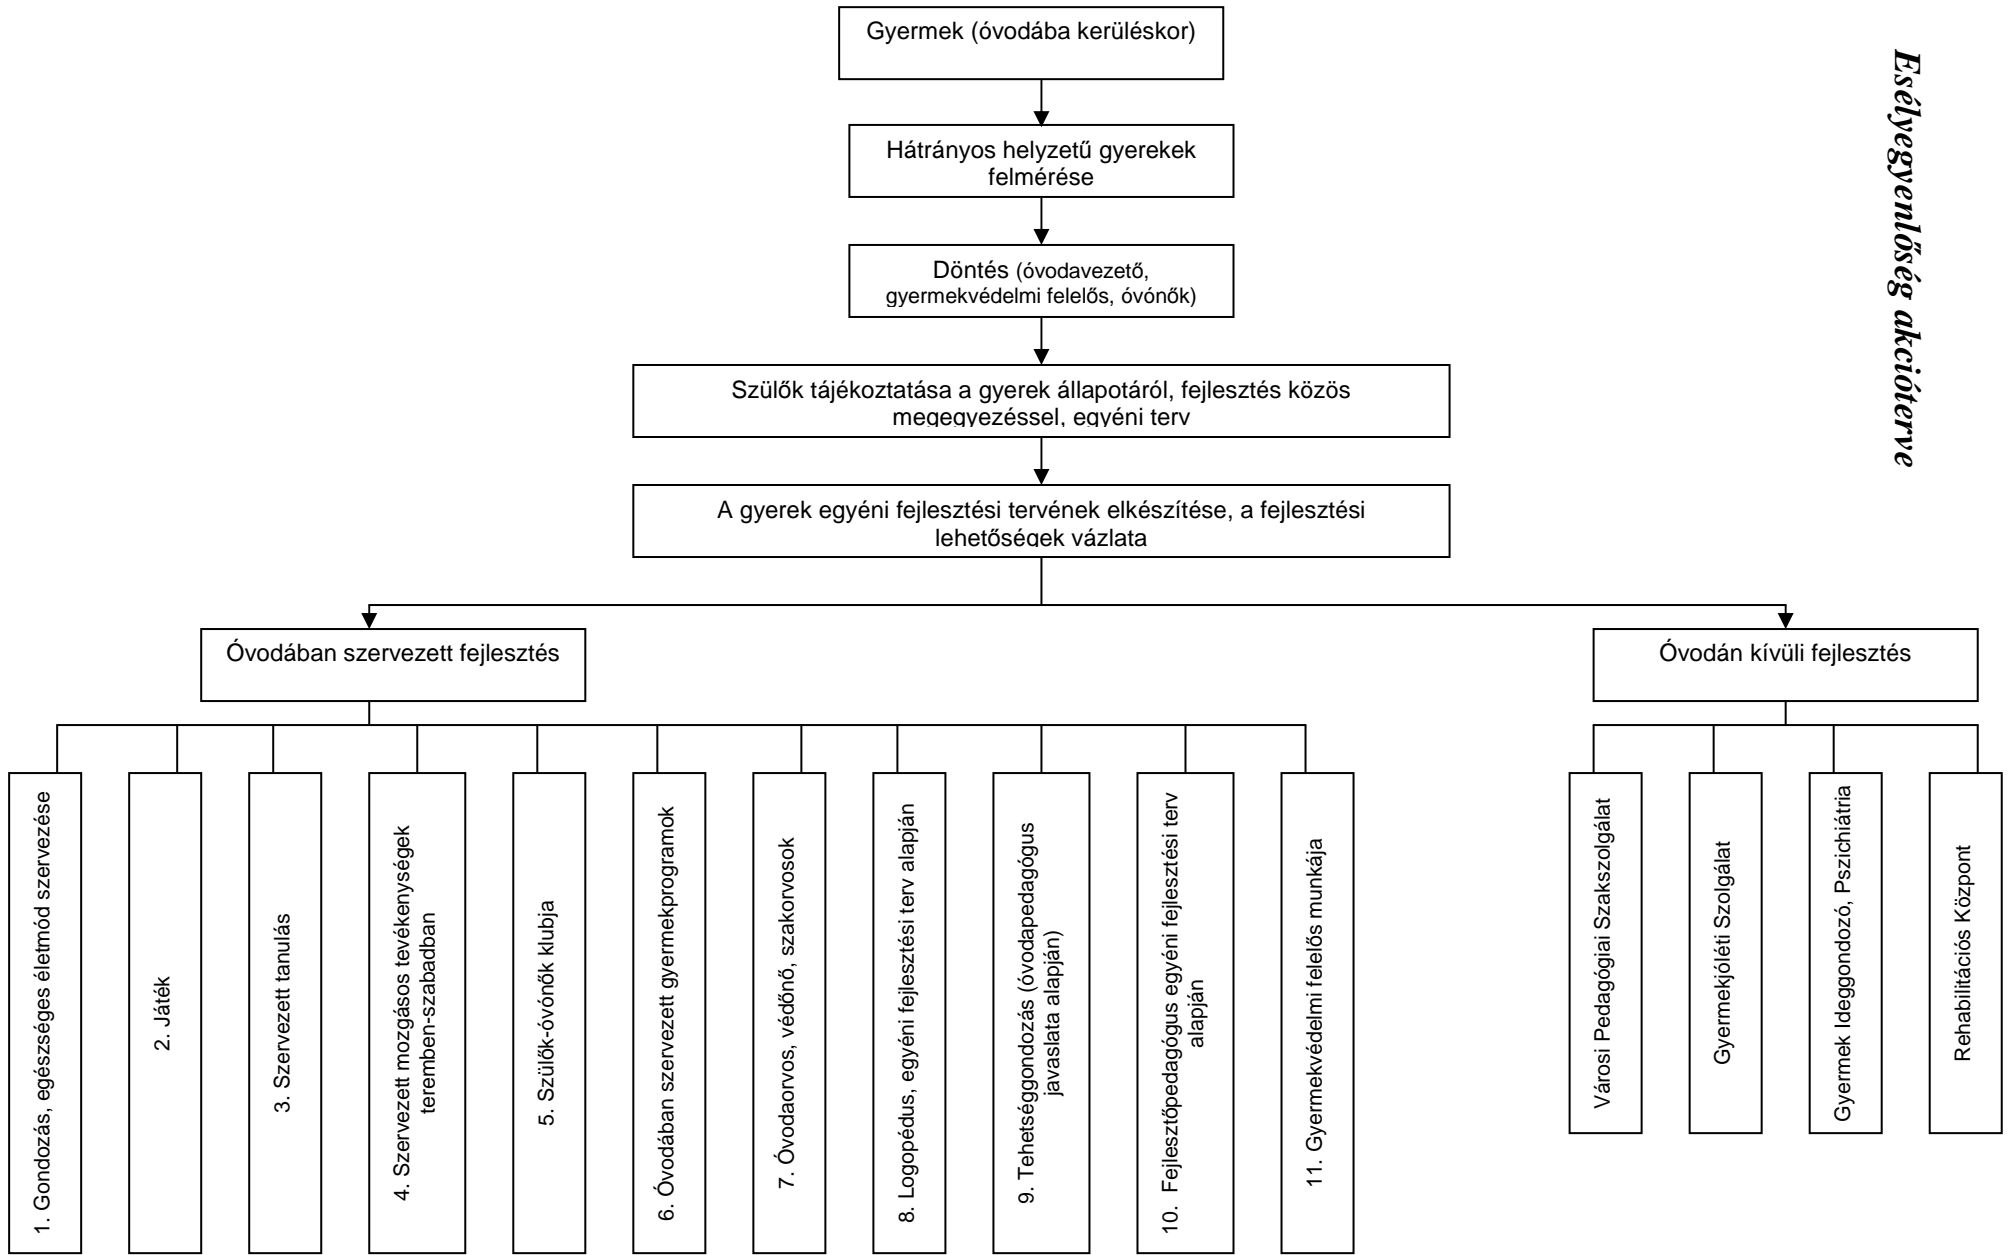 Esélyegyenlőség akcióterve
Gyermek (óvodába kerüléskor)
Hátrányos helyzetű gyerekek
felmérése
Döntés (óvodavezető,
gyermekvédelmi felelős, óvónők)
Szülők tájékoztatása a gyerek állapotáról, fejlesztés közös
megegyezéssel, egyéni terv
A gyerek egyéni fejlesztési tervének elkészítése, a fejlesztési
lehetőségek vázlata
Óvodában szervezett fejlesztés
Óvodán kívüli fejlesztés
1. Gondozás, egészséges életmód szervezése
2. Játék
3. Szervezett tanulás
4. Szervezett mozgásos tevékenységek
teremben-szabadban
5. Szülők-óvónők klubja
6. Óvodában szervezett gyermekprogramok
7. Óvodaorvos, védőnő, szakorvosok
8. Logopédus, egyéni fejlesztési terv alapján
9. Tehetséggondozás (óvodapedagógus
javaslata alapján)
10. Fejlesztőpedagógus egyéni fejlesztési terv
alapján
11. Gyermekvédelmi felelős munkája
Városi Pedagógiai Szakszolgálat
Gyermekjóléti Szolgálat
Gyermek Ideggondozó, Pszichiátria
Rehabilitációs Központ